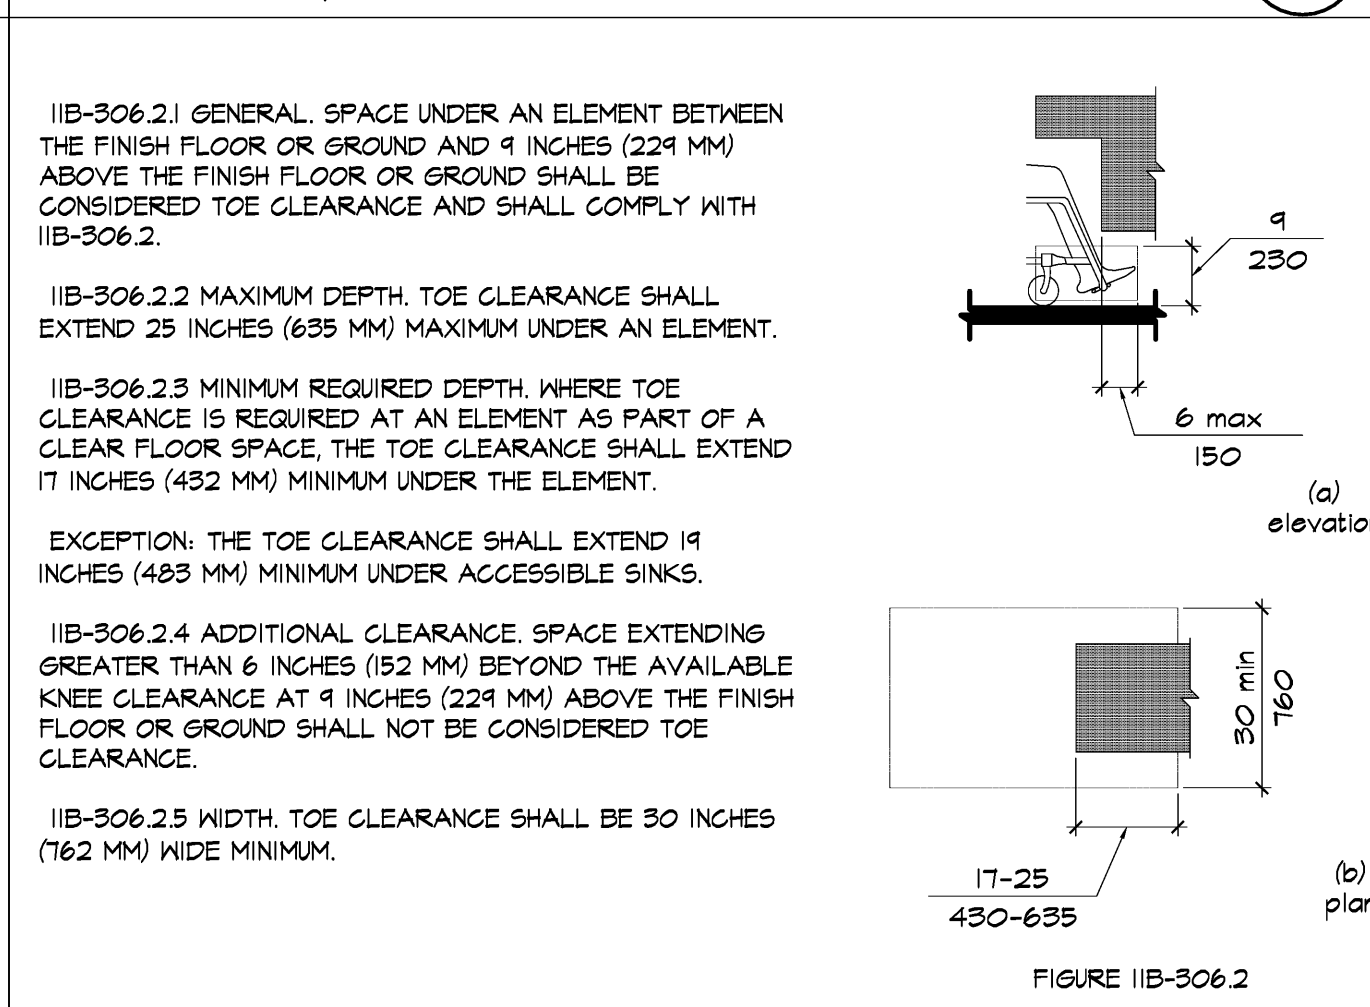 11B-306.2.1 GENERAL. SPACE UNDER AN ELEMENT BETWEEN
THE FINISH FLOOR OR GROUND AND 9 INCHES (229 MM)
ABOVE THE FINISH FLOOR OR GROUND SHALL BE
CONSIDERED TOE CLEARANCE AND SHALL COMPLY WITH
11B-306.2.
11B-306.2.2 MAXIMUM DEPTH. TOE CLEARANCE SHALL
EXTEND 25 INCHES (635 MM) MAXIMUM UNDER AN ELEMENT.
11B-306.2.3 MINIMUM REQUIRED DEPTH. WHERE TOE
CLEARANCE IS REQUIRED AT AN ELEMENT AS PART OF A
CLEAR FLOOR SPACE, THE TOE CLEARANCE SHALL EXTEND
17 INCHES (432 MM) MINIMUM UNDER THE ELEMENT.
EXCEPTION: THE TOE CLEARANCE SHALL EXTEND 19
INCHES (483 MM) MINIMUM UNDER ACCESSIBLE SINKS.
11B-306.2.4 ADDITIONAL CLEARANCE. SPACE EXTENDING
GREATER THAN 6 INCHES (152 MM) BEYOND THE AVAILABLE
KNEE CLEARANCE AT 9 INCHES (229 MM) ABOVE THE FINISH
FLOOR OR GROUND SHALL NOT BE CONSIDERED TOE
CLEARANCE.
11B-306.2.5 WIDTH. TOE CLEARANCE SHALL BE 30 INCHES
(762 MM) WIDE MINIMUM.
9
230
6 max
150
(a)
elevation
30 min
760
17-25
430-635
(b)
plan
FIGURE 11B-306.2